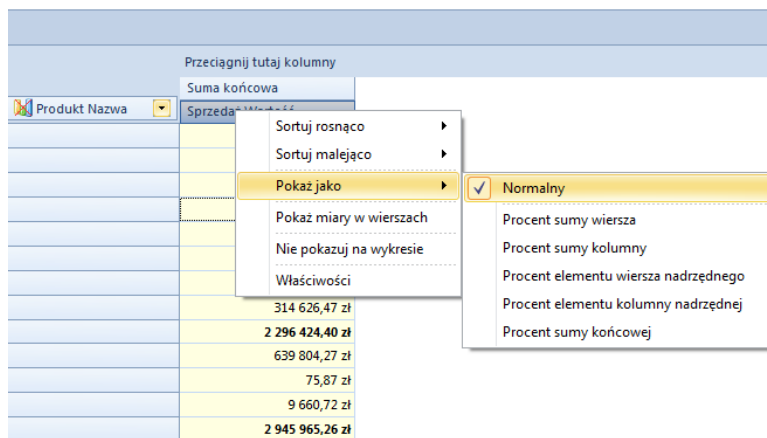 Przeciągnij tutaj kolumny
Suma końcowa
Produkt Nazwa
Sprzedaż Wartość
Sortuj rosnąco
Sortuj malejąco
Pokaż jako
Normalny
Pokaż miary w wierszach
Procent sumy wiersza
Nie pokazuj na wykresie
Procent sumy kolumny
Właściwości
Procent elementu wiersza nadrzędnego
314 626,47 zł
Procent elementu kolumny nadrzędnej
2 296 424,40 zł
Procent sumy końcowej
639 804,27 zł
75,87 zł
9 660,72 zł
2 945 965,26 zł